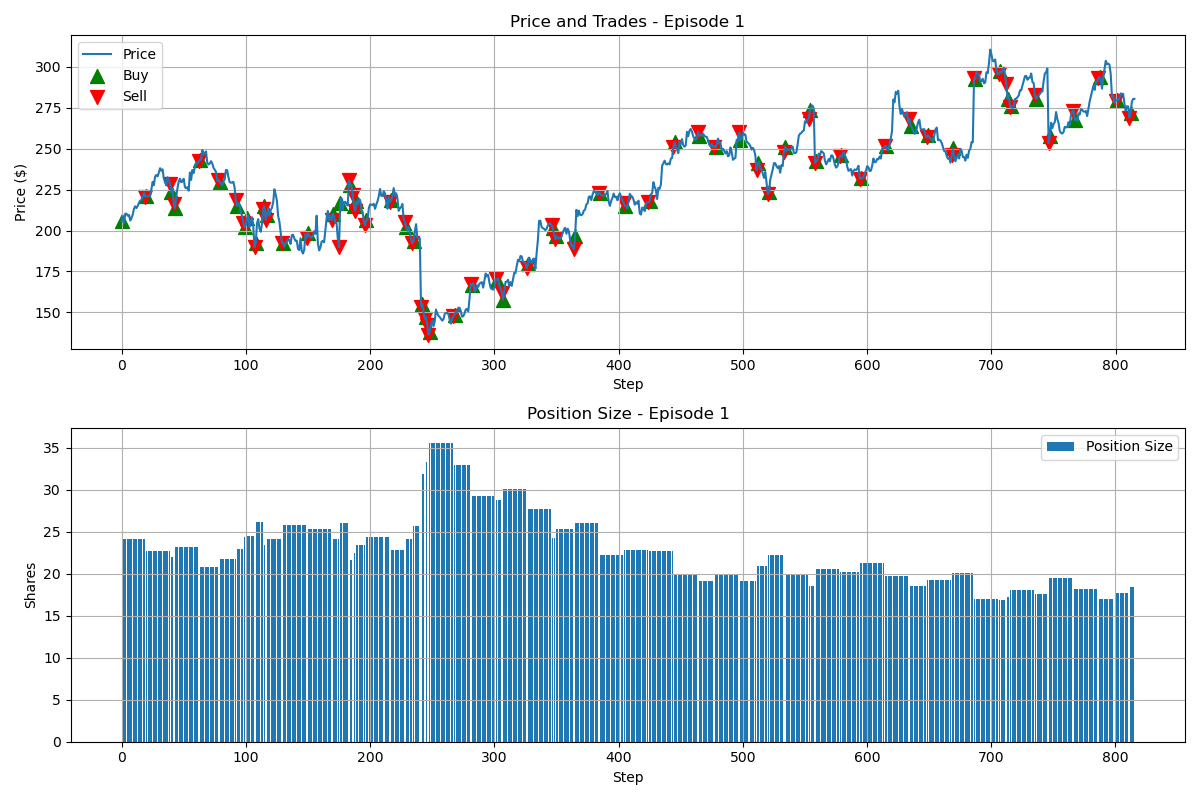 Price and Trades - Episode 1
Price
Buy
Sell
Price ($)
300
275
250
225
200
175
150
0 100 200 300 400 500 600 700 800
Step
Position Size - Episode 1
Position Size
Shares
35
30
25
20
15
10
5
0
0 100 200 300 400 500 600 700 800
Step